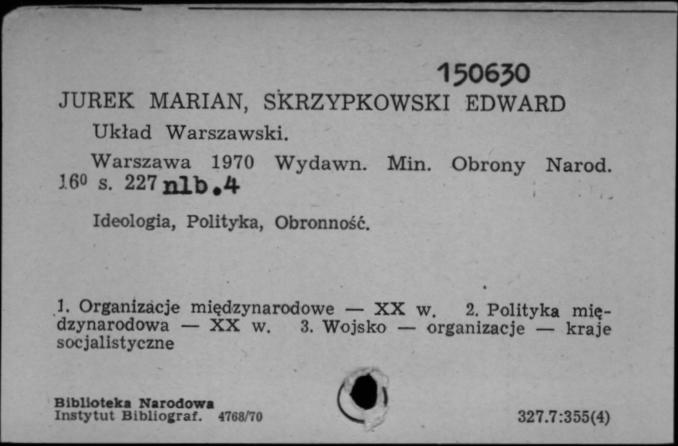 150630
JUREK MARIAN, SKRZYPKOWSKI EDWARD
Układ Warszawski.
Warszawa 1970 Wydawn. Min. Obrony Narod.
16⁰ s. 227 nlb.4
Ideologia, Polityka, Obronność.
1. Organizacje międzynarodowe — XX w. 2. Polityka mię-
dzynarodowa — XX w. 3. Wojsko — organizacje — kraje
socjalistyczne
Biblioteka Narodowa
Instytut Bibliograf. 4768/70
327.7:355(4)